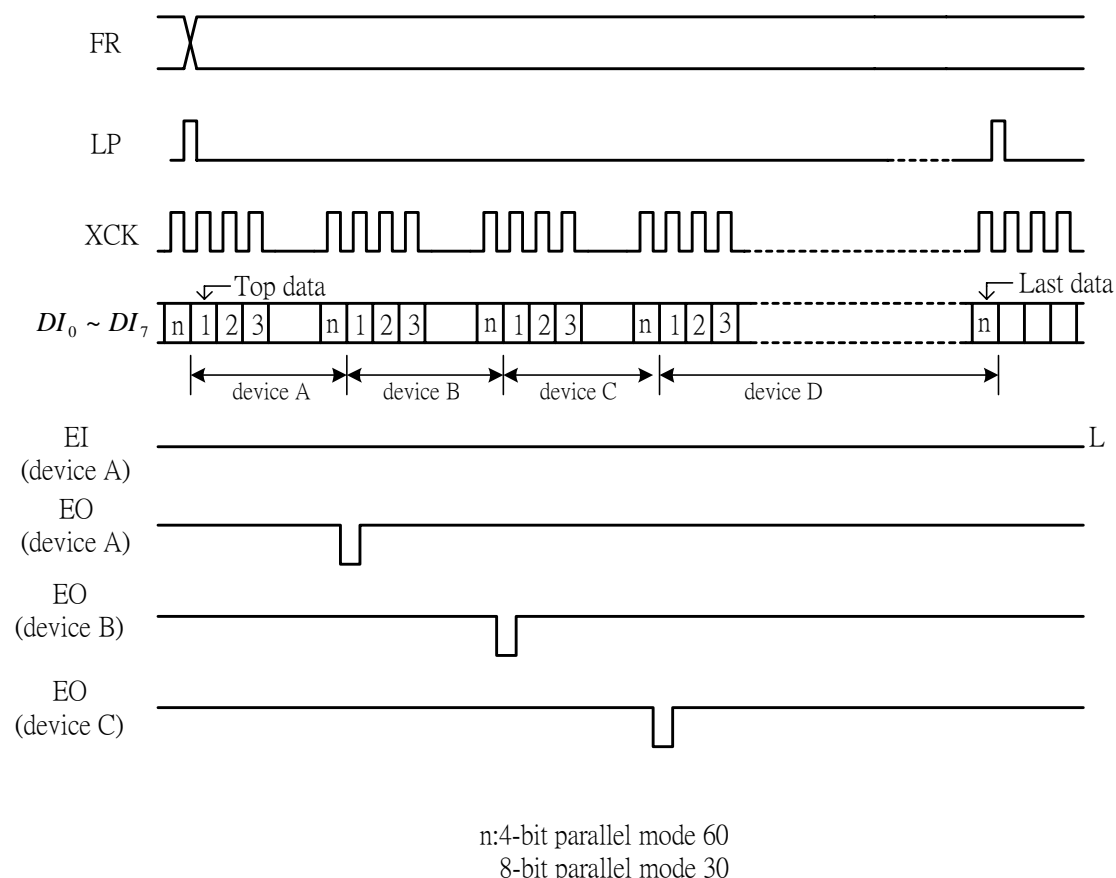 FR
LP
XCK
Top data
Last data
DI0 ~ DI7
n 1 2 3 n 1 2 3 n 1 2 3 n 1 2 3 n
device A device B device C device D
EI
(device A)
L
EO
(device A)
EO
(device B)
EO
(device C)
n:4-bit parallel mode 60
8-bit parallel mode 30